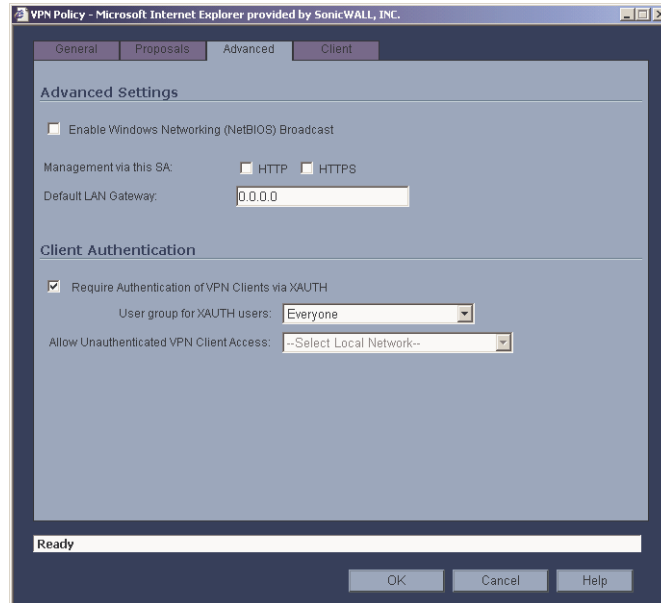 VPN Policy - Microsoft Internet Explorer provided by SonicWALL, INC.
General Proposals Advanced Client
Advanced Settings
Enable Windows Networking (NetBIOS) Broadcast
Management via this SA: HTTP HTTPS
Default LAN Gateway: 0.0.0.0
Client Authentication
Require Authentication of VPN Clients via XAUTH
User group for XAUTH users: Everyone
Allow Unauthenticated VPN Client Access: --Select Local Network--
Ready
OK Cancel Help